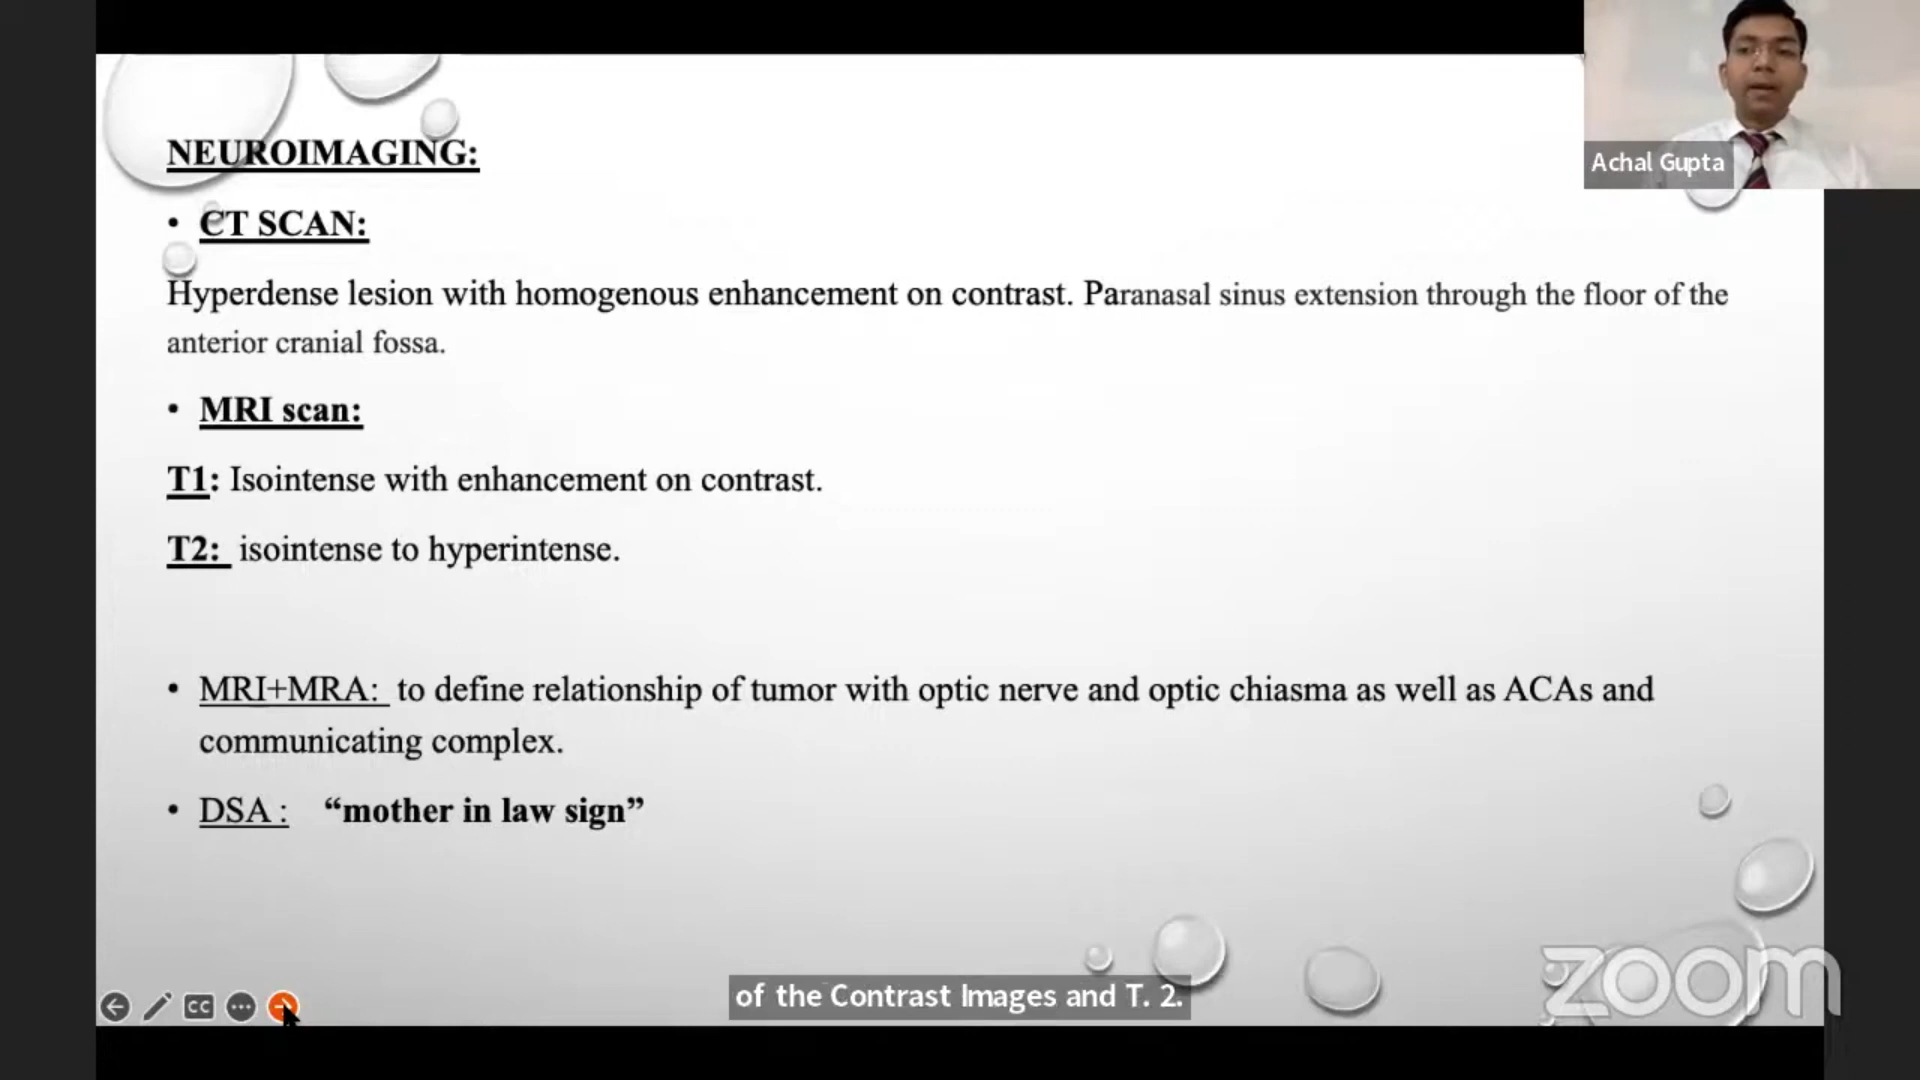 Achal Gupta
NEUROIMAGING:
• CT SCAN:
Hyperdense lesion with homogenous enhancement on contrast. Paranasal sinus extension through the floor of the
anterior cranial fossa.
• MRI scan:
T1: Isointense with enhancement on contrast.
T2: isointense to hyperintense.
• MRI+MRA: to define relationship of tumor with optic nerve and optic chiasma as well as ACAs and
communicating complex.
• DSA : “mother in law sign”
of the Contrast Images and T. 2.
CC
zoom